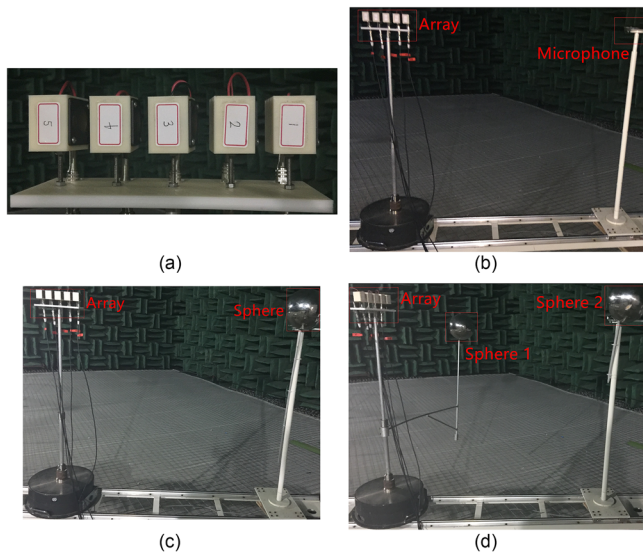 5 4 3 2 1
(a)
Array
Microphone
(b)
Array
Sphere
(c)
Array
Sphere 1
Sphere 2
(d)